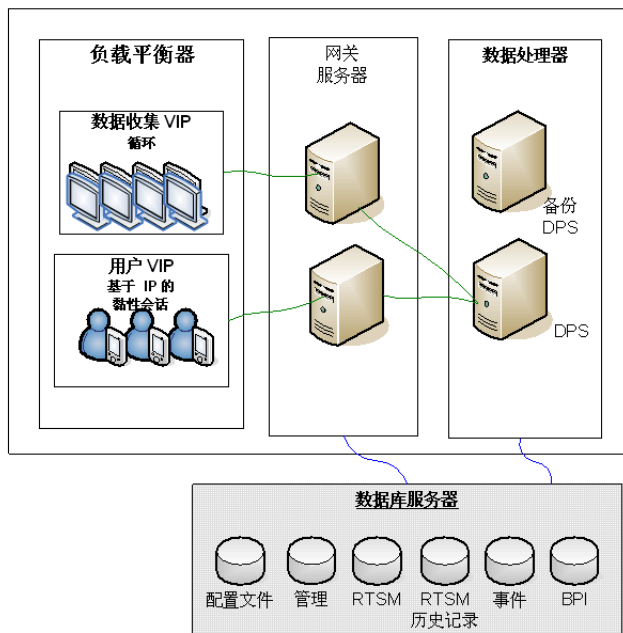 负载平衡器
数据收集 VIP
循环
用户 VIP
基于 IP 的
黏性会话
网关
服务器
数据处理器
备份
DPS
DPS
数据库服务器
配置文件
管理
RTSM
RTSM
历史记录
事件
BPI